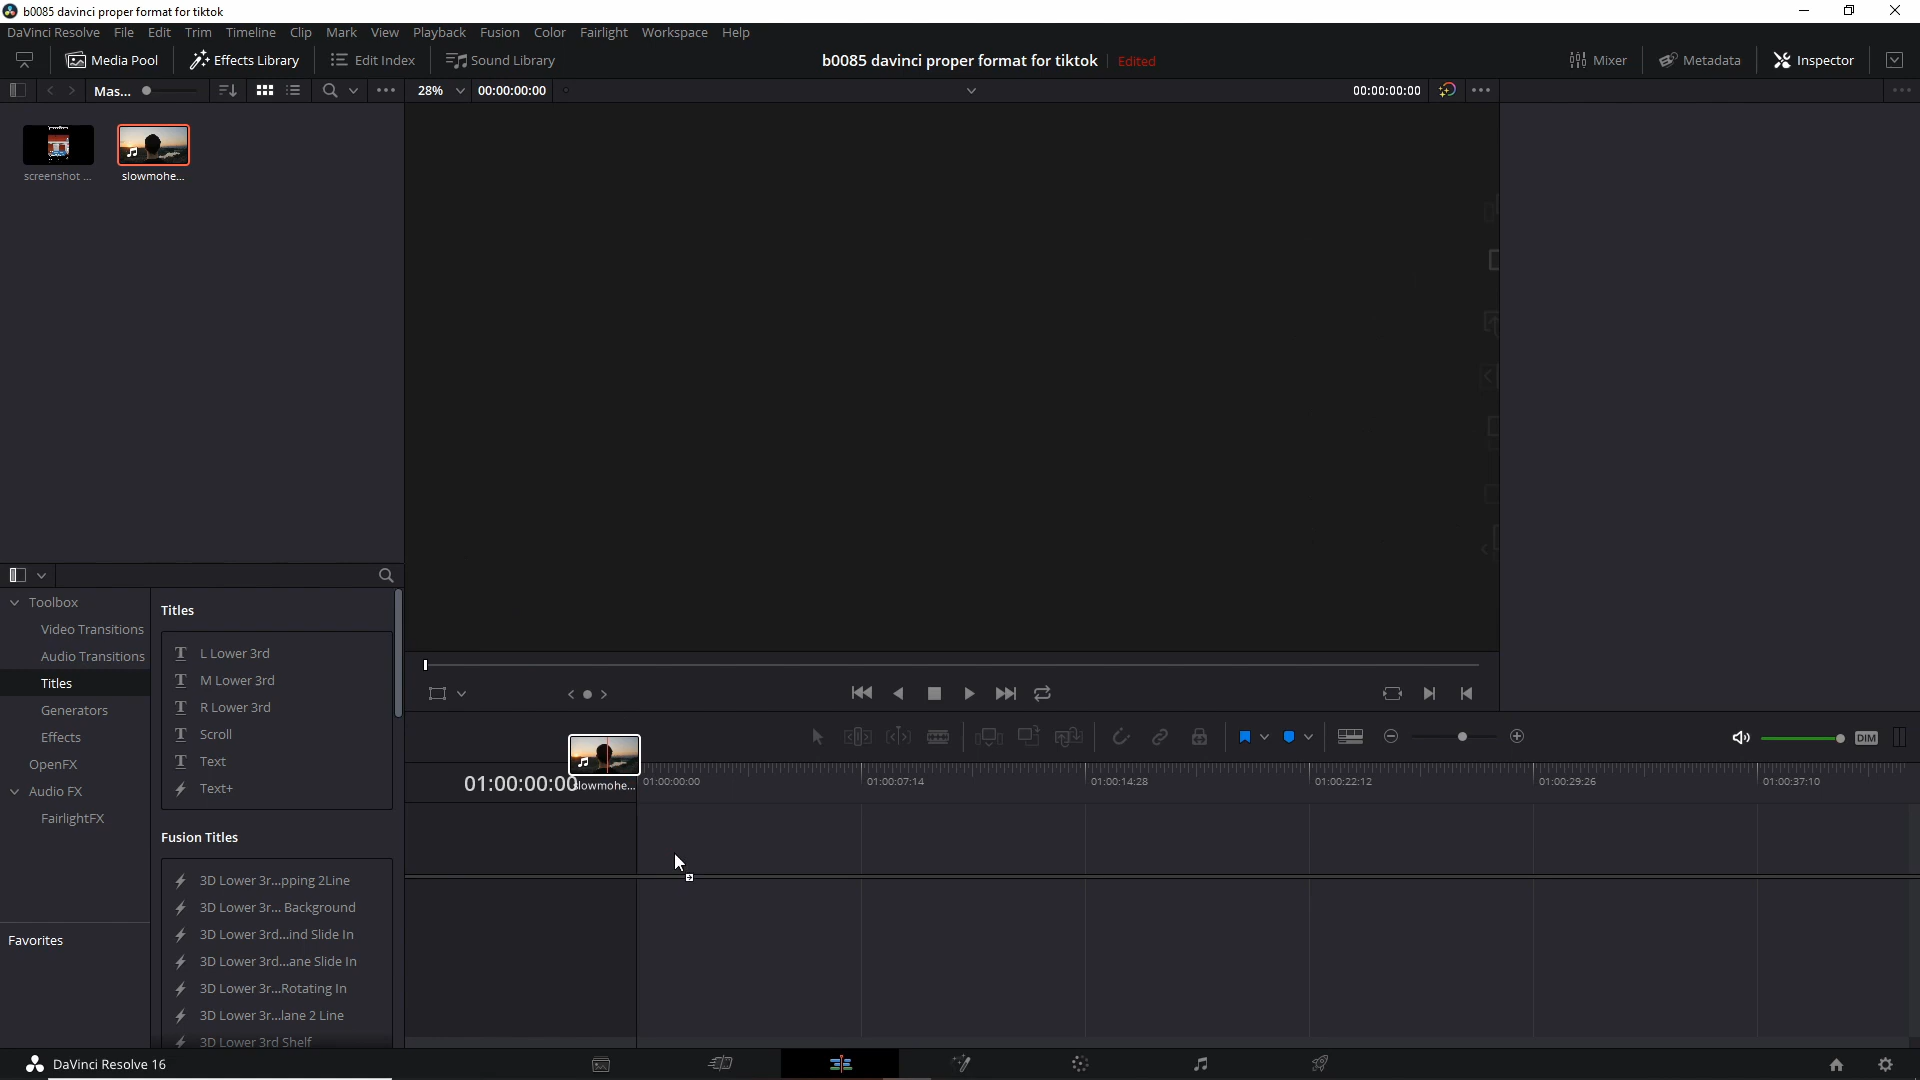 b0085 davinci proper format for tiktok
DaVinci Resolve File Edit Trim Timeline Clip Mark View Playback Fusion Color Fairlight Workspace Help
Media Pool Effects Library Edit Index Sound Library b0085 davinci proper format for tiktok Edited Mixer Metadata Inspector
Mas... 28% 00:00:00:00 00:00:00:00
screenshot ... slowmohe...
Toolbox
Video Transitions
Audio Transitions
Titles
Generators
Effects
OpenFX
Audio FX
FairlightFX
Favorites
Titles
L Lower 3rd
M Lower 3rd
R Lower 3rd
Scroll
Text
Text+
Fusion Titles
3D Lower 3r...pping 2Line
3D Lower 3r... Background
3D Lower 3rd...ind Slide In
3D Lower 3rd...ane Slide In
3D Lower 3r...Rotating In
3D Lower 3r...lane 2 Line
3D Lower 3rd Shelf
DIM
01:00:00:00 slowmohe... 01:00:00:00 01:00:07:14 01:00:14:28 01:00:22:12 01:00:29:26 01:00:37:10
DaVinci Resolve 16